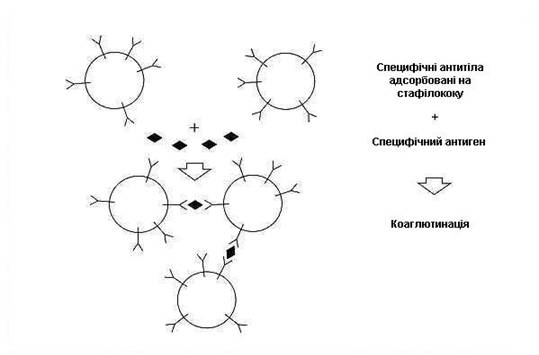 Специфічні антитіла
адсорбовані на
стафілококу
+
Специфічний антиген
Коаглютинація
+